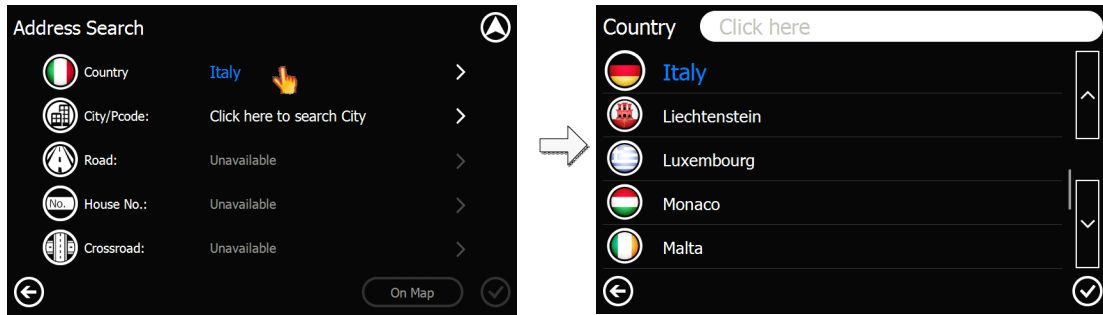 Address Search
Country Italy
City/Pcode: Click here to search City
Road: Unavailable
No. House No.: Unavailable
Crossroad: Unavailable
On Map
Country Click here
Italy
Liechtenstein
Luxembourg
Monaco
Malta